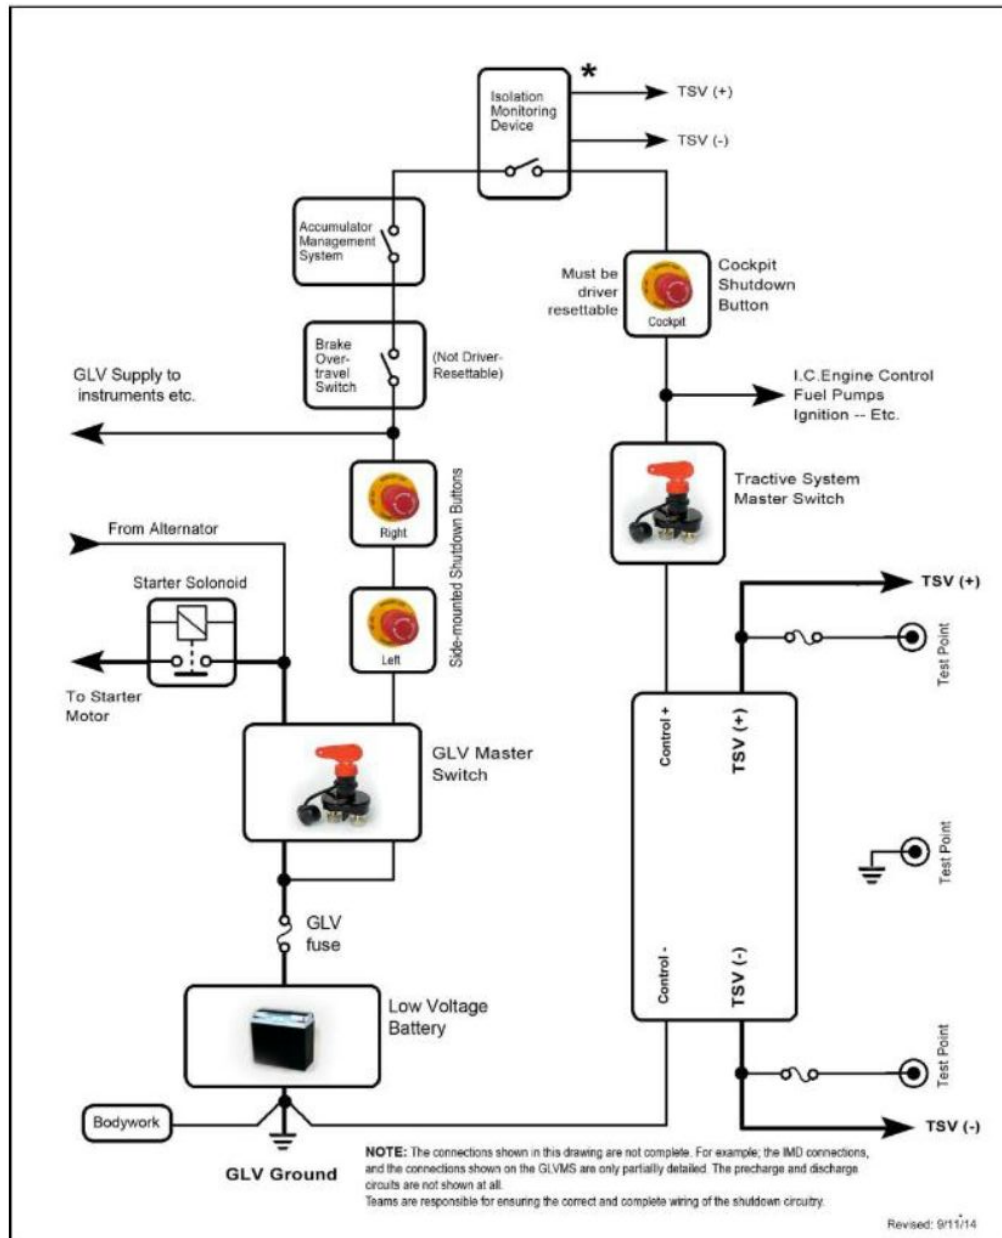 *
Isolation
Monitoring
Device
TSV (+)
TSV (-)
Accumulator
Management
System
Must be
driver
resettable
Cockpit
Cockpit
Shutdown
Button
Brake
Over-
travel
Switch
(Not Driver-
Resettable)
GLV Supply to
instruments etc.
I.C.Engine Control
Fuel Pumps
Ignition -- Etc.
Right
Side-mounted Shutdown Buttons
Tractive System
Master Switch
From Alternator
Starter Solonoid
Left
To Starter
Motor
GLV Master
Switch
TSV (+)
Test Point
Control +
TSV (+)
Test Point
GLV
fuse
Control -
TSV (-)
Low Voltage
Battery
Test Point
Bodywork
TSV (-)
GLV Ground
NOTE: The connections shown in this drawing are not complete. For example; the IMD connections,
and the connections shown on the GLVMS are only partiallly detailed. The precharge and discharge
circuits are not shown at all.
Teams are responsible for ensuring the correct and complete wiring of the shutdown circuitry.
Revised: 9/11/14